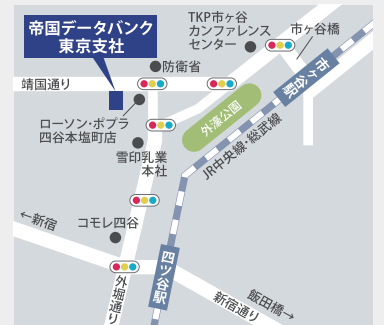 帝国データバンク
東京支社
TKP市ヶ谷
カンファレンス
センター
市ヶ谷橋
防衛省
市ヶ谷駅
靖国通り
外濠公園
ローソン・ポプラ
四谷本塩町店
JR中央線・総武線
雪印乳業
本社
←新宿
コモレ四谷
四ツ谷駅
外堀通り
新宿通り
飯田橋→